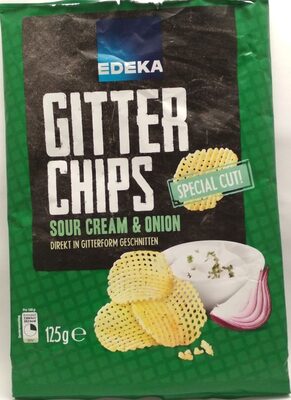 EDEKA
GITTER
CHIPS
SPECIAL CUT!
SOUR CREAM & ONION
DIREKT IN GITTERFORM GESCHNITTEN
125g e